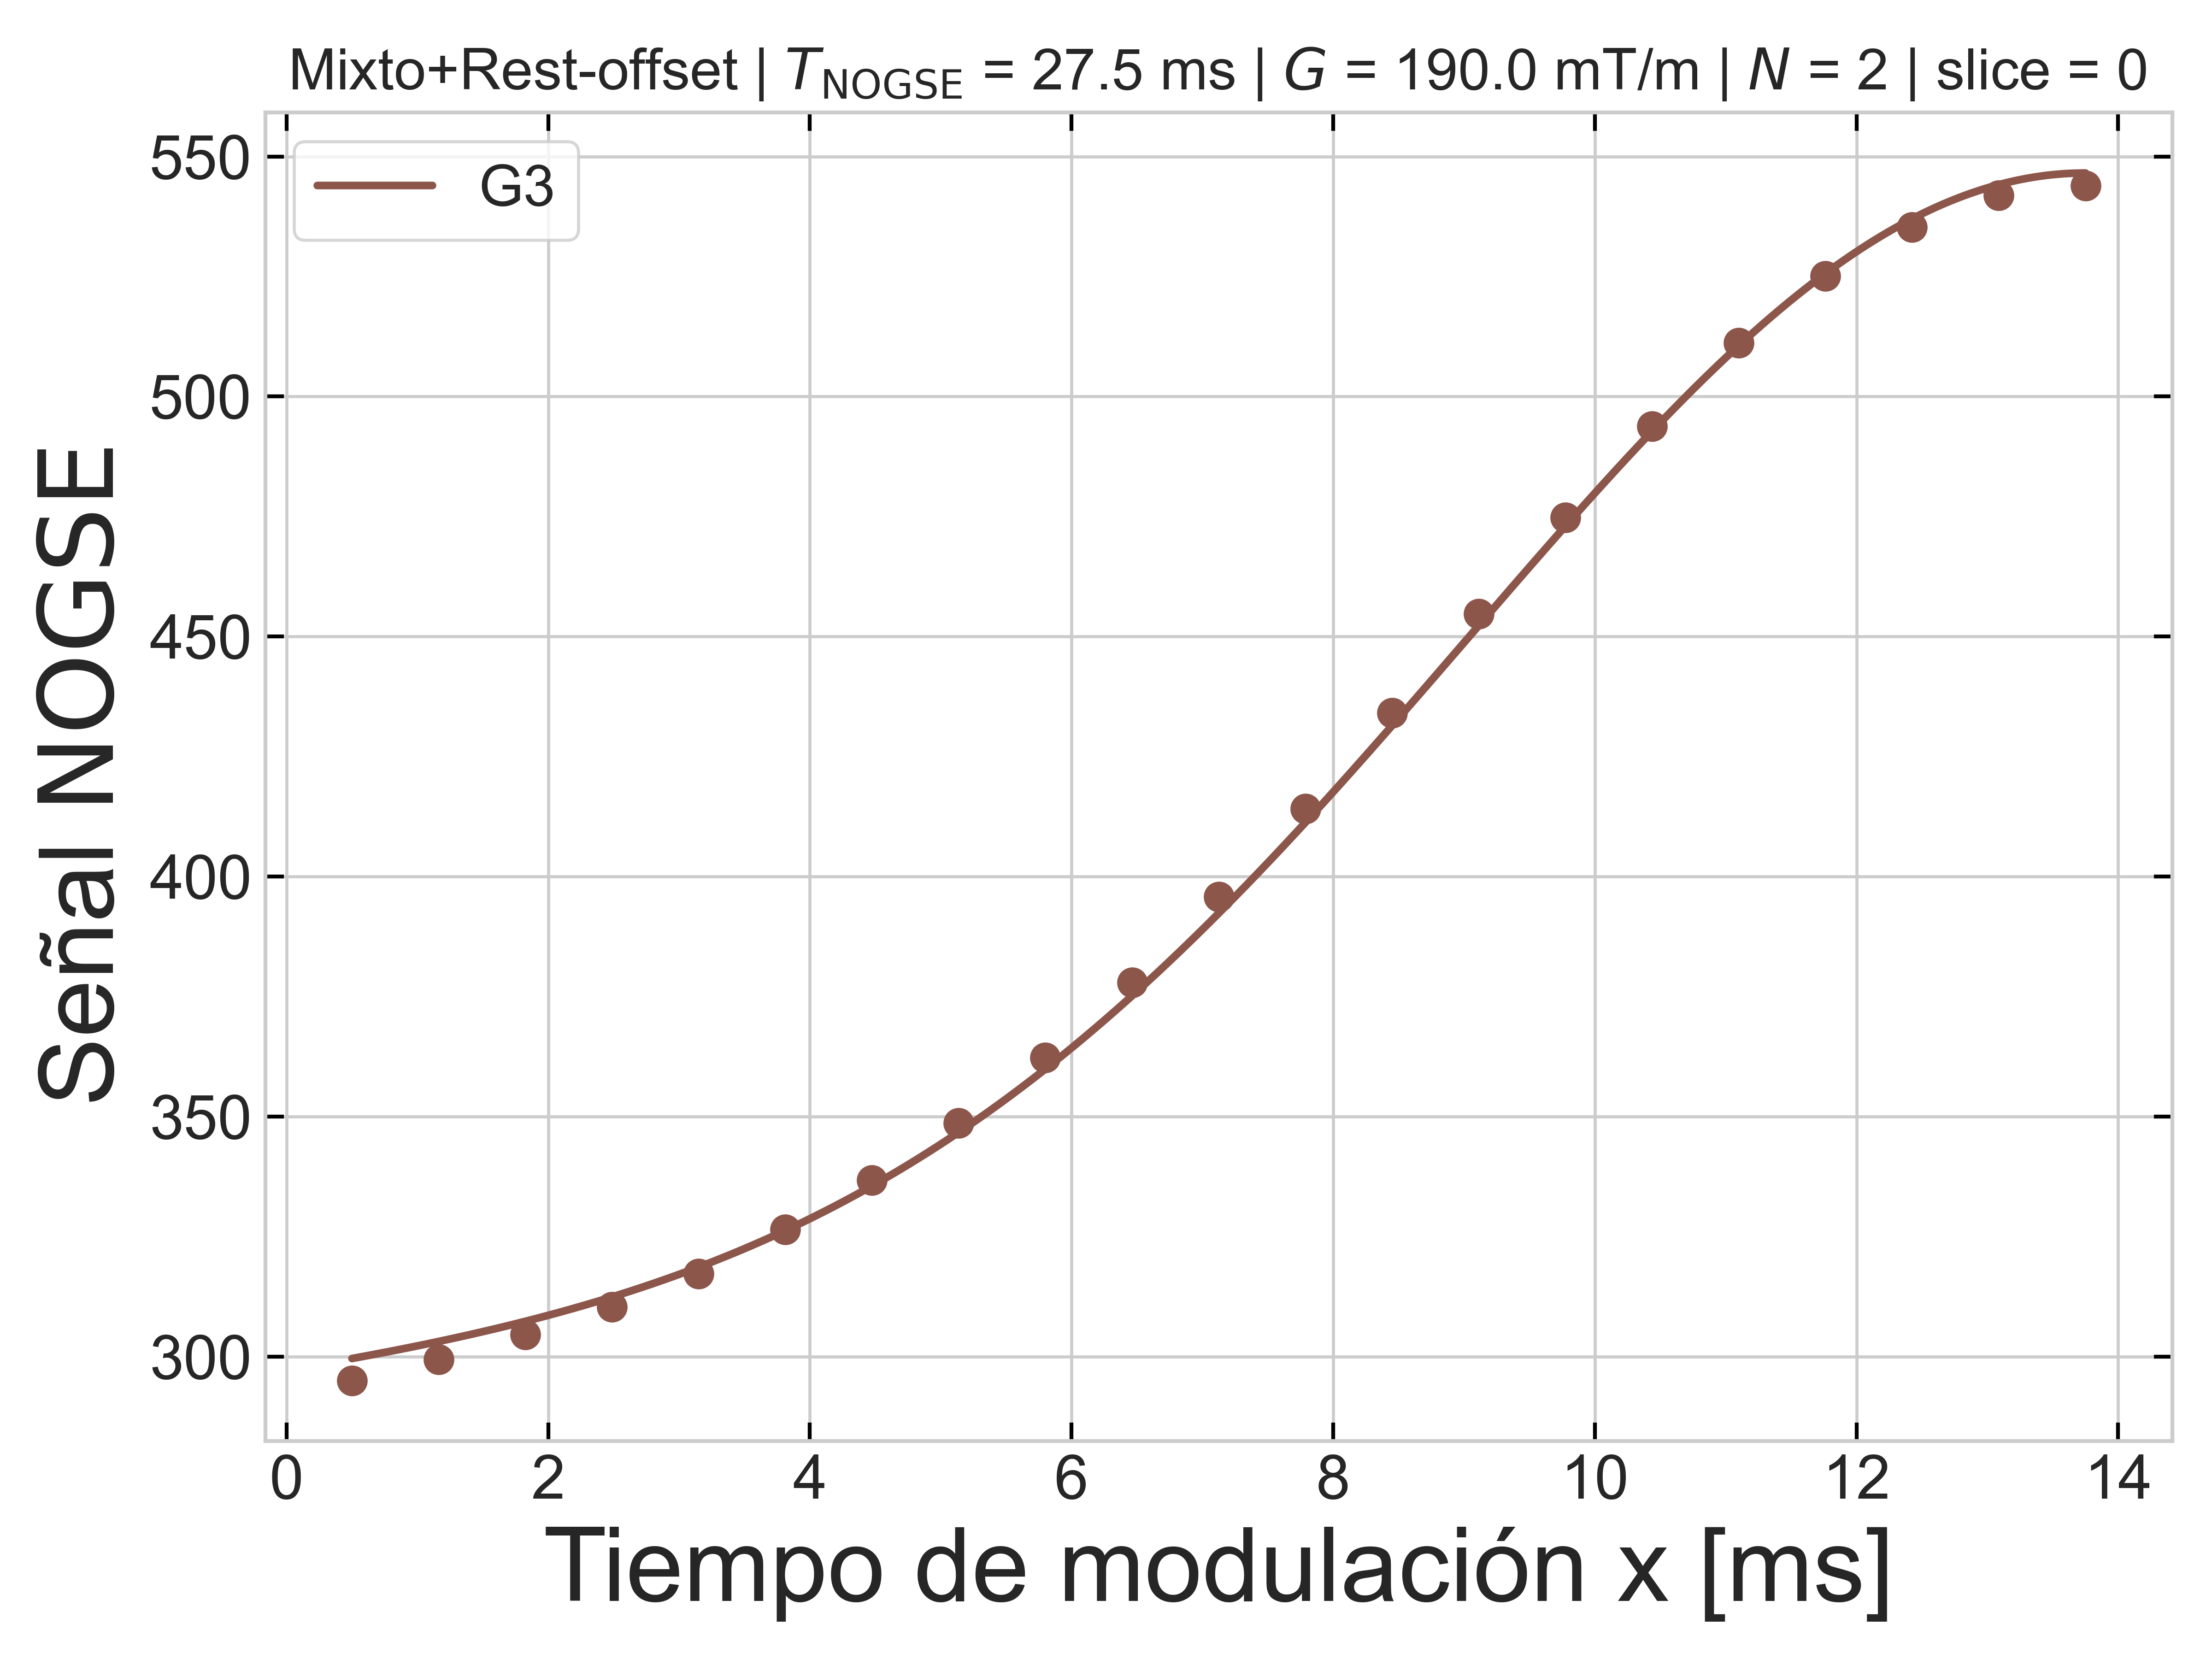 Mixto+Rest-offset | T_NOGSE = 27.5 ms | G = 190.0 mT/m | N = 2 | slice = 0
G3
Señal NOGSE
550
500
450
400
350
300
0 2 4 6 8 10 12 14
Tiempo de modulación x [ms]